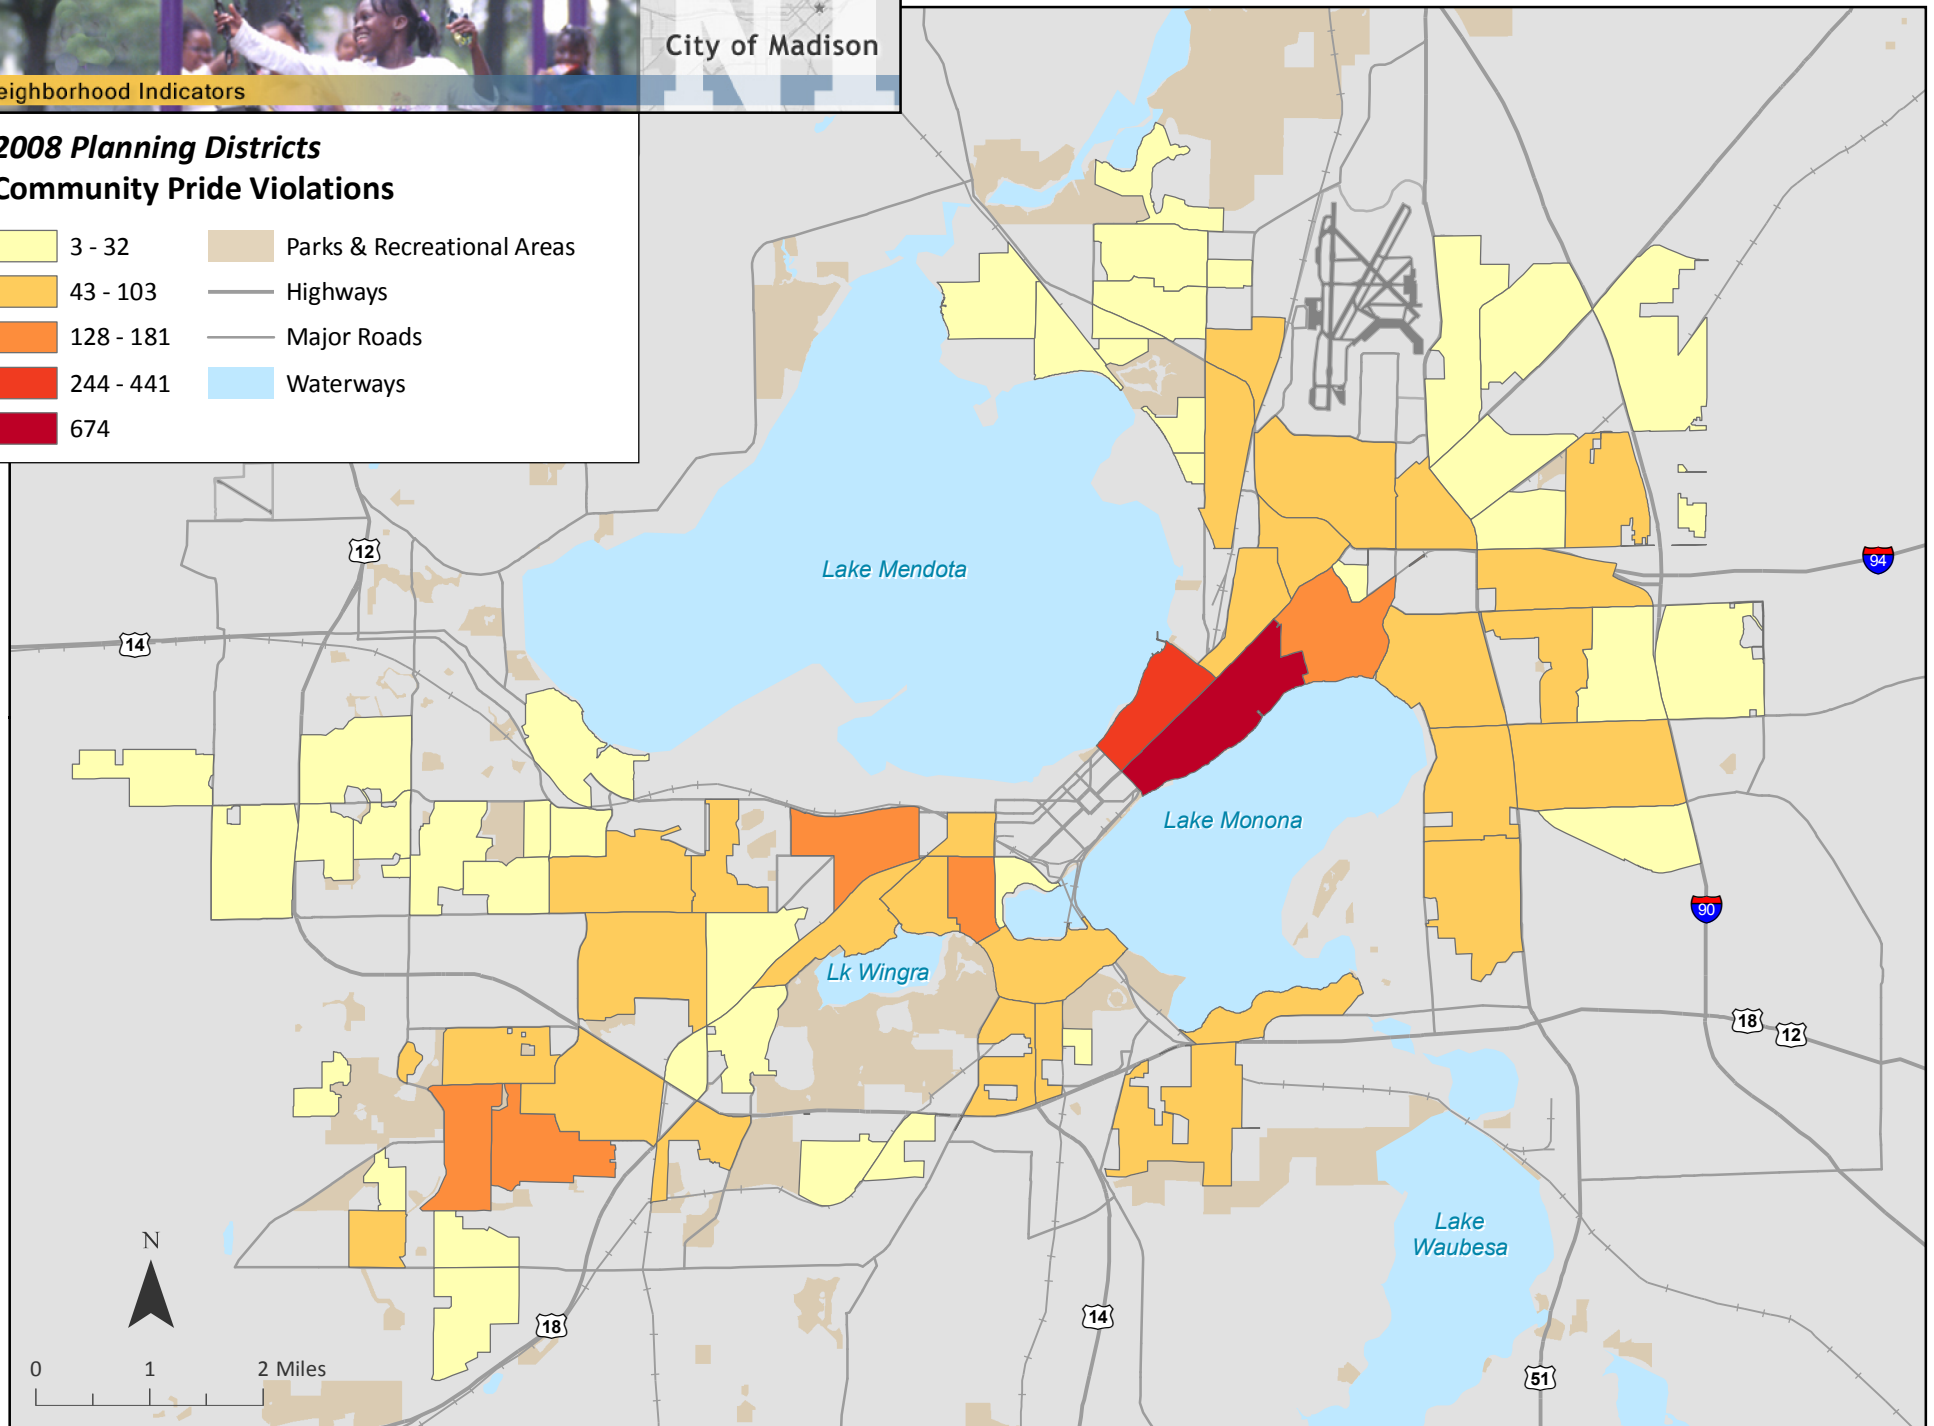 City of Madison
eighborhood Indicators
2008 Planning Districts
Community Pride Violations
3 - 32
Parks & Recreational Areas
43 - 103
Highways
128 - 181
Major Roads
244 - 441
Waterways
674
12
Lake Mendota
94
14
Lake Monona
90
Lk Wingra
18
12
Lake
Waubesa
N
14
18
0 1 2 Miles
51